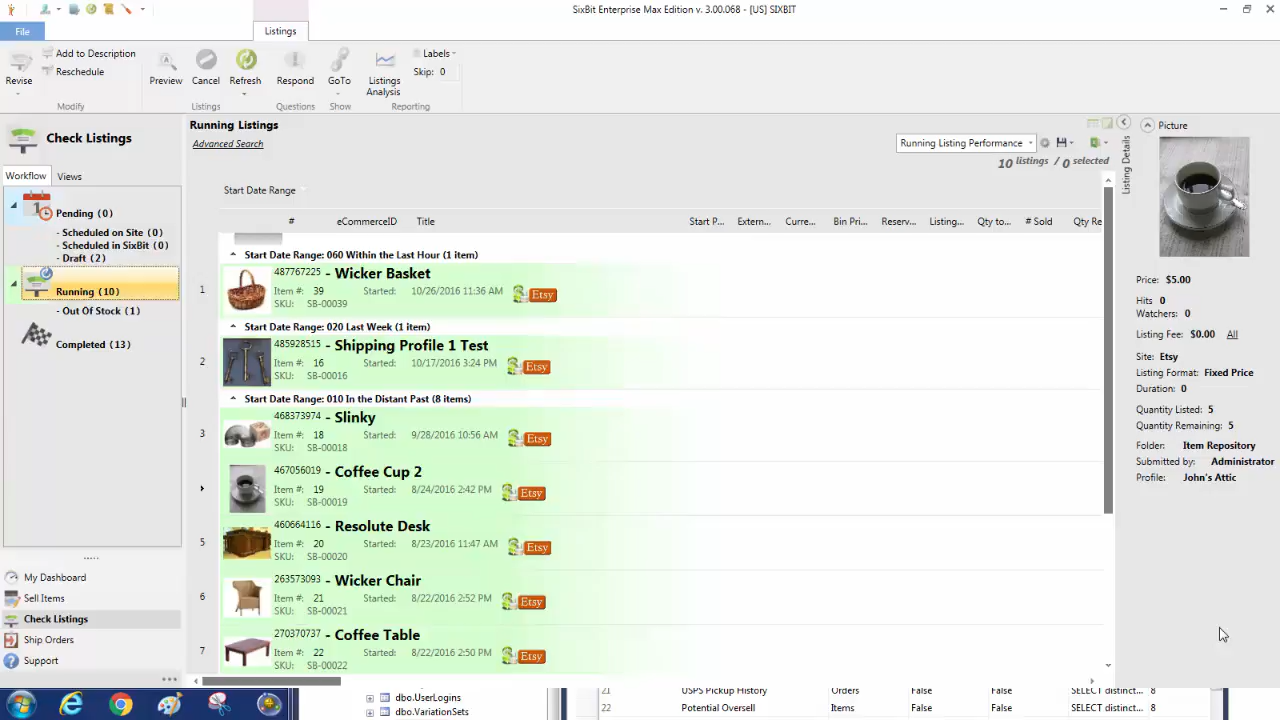 SixBit Enterprise Max Edition v. 3.00.068 - [US] SIXBIT
File
Listings
Revise
Add to Description
Reschedule
Modify
Preview
Cancel
Refresh
Listings
Respond
Questions
GoTo
Show
Listings Analysis
Labels
Skip: 0
Reporting
Check Listings
Workflow
Views
Pending (0)
- Scheduled on Site (0)
- Scheduled in SixBit (0)
- Draft (2)
Running (10)
- Out Of Stock (1)
Completed (13)
My Dashboard
Sell Items
Check Listings
Ship Orders
Support
Running Listings
Advanced Search
Running Listing Performance
10 listings / 0 selected
Start Date Range
# eCommerceID Title Start P... Extern... Curre... Bin Pri... Reserv... Listing... Qty to... # Sold Qty Re
Start Date Range: 060 Within the Last Hour (1 item)
1
487767225 - Wicker Basket
Item #: 39 Started: 10/26/2016 11:36 AM Etsy
SKU: SB-00039
Start Date Range: 020 Last Week (1 item)
2
485928515 - Shipping Profile 1 Test
Item #: 16 Started: 10/17/2016 3:24 PM Etsy
SKU: SB-00016
Start Date Range: 010 In the Distant Past (8 items)
3
468373974 - Slinky
Item #: 18 Started: 9/28/2016 10:56 AM Etsy
SKU: SB-00018
467056019 - Coffee Cup 2
Item #: 19 Started: 8/24/2016 2:42 PM Etsy
SKU: SB-00019
5
460664116 - Resolute Desk
Item #: 20 Started: 8/23/2016 11:47 AM Etsy
SKU: SB-00020
6
263573093 - Wicker Chair
Item #: 21 Started: 8/22/2016 2:52 PM Etsy
SKU: SB-00021
7
270370737 - Coffee Table
Item #: 22 Started: 8/22/2016 2:50 PM Etsy
SKU: SB-00022
Listing Details
Picture
Price: $5.00
Hits 0
Watchers: 0
Listing Fee: $0.00 All
Site: Etsy
Listing Format: Fixed Price
Duration: 0
Quantity Listed: 5
Quantity Remaining: 5
Folder: Item Repository
Submitted by: Administrator
Profile: John's Attic
dbo.UserLogins
dbo.VariationSets
21 USPS Pickup History Orders False False SELECT distinct... 8
22 Potential Oversell Items False False SELECT distinct... 8